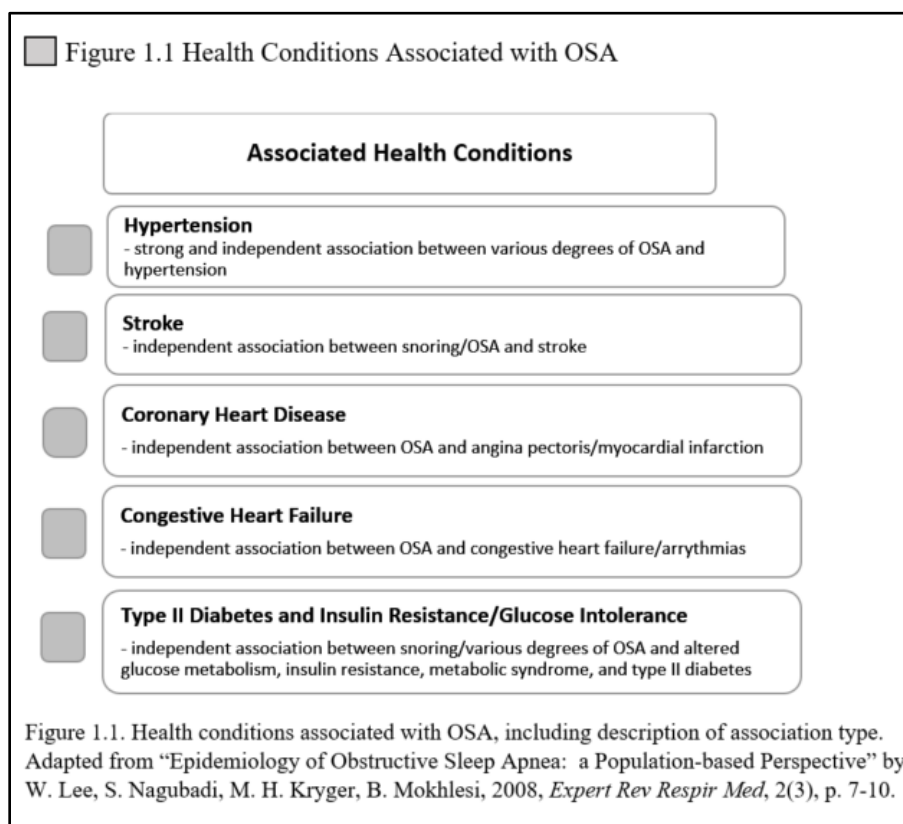 Figure 1.1 Health Conditions Associated with OSA
Associated Health Conditions
Hypertension
- strong and independent association between various degrees of OSA and
hypertension
Stroke
- independent association between snoring/OSA and stroke
Coronary Heart Disease
- independent association between OSA and angina pectoris/myocardial infarction
Congestive Heart Failure
- independent association between OSA and congestive heart failure/arrythmias
Type II Diabetes and Insulin Resistance/Glucose Intolerance
- independent association between snoring/various degrees of OSA and altered
glucose metabolism, insulin resistance, metabolic syndrome, and type II diabetes
Figure 1.1. Health conditions associated with OSA, including description of association type.
Adapted from “Epidemiology of Obstructive Sleep Apnea:  a Population-based Perspective” by
W. Lee, S. Nagubadi, M. H. Kryger, B. Mokhlesi, 2008, Expert Rev Respir Med, 2(3), p. 7-10.